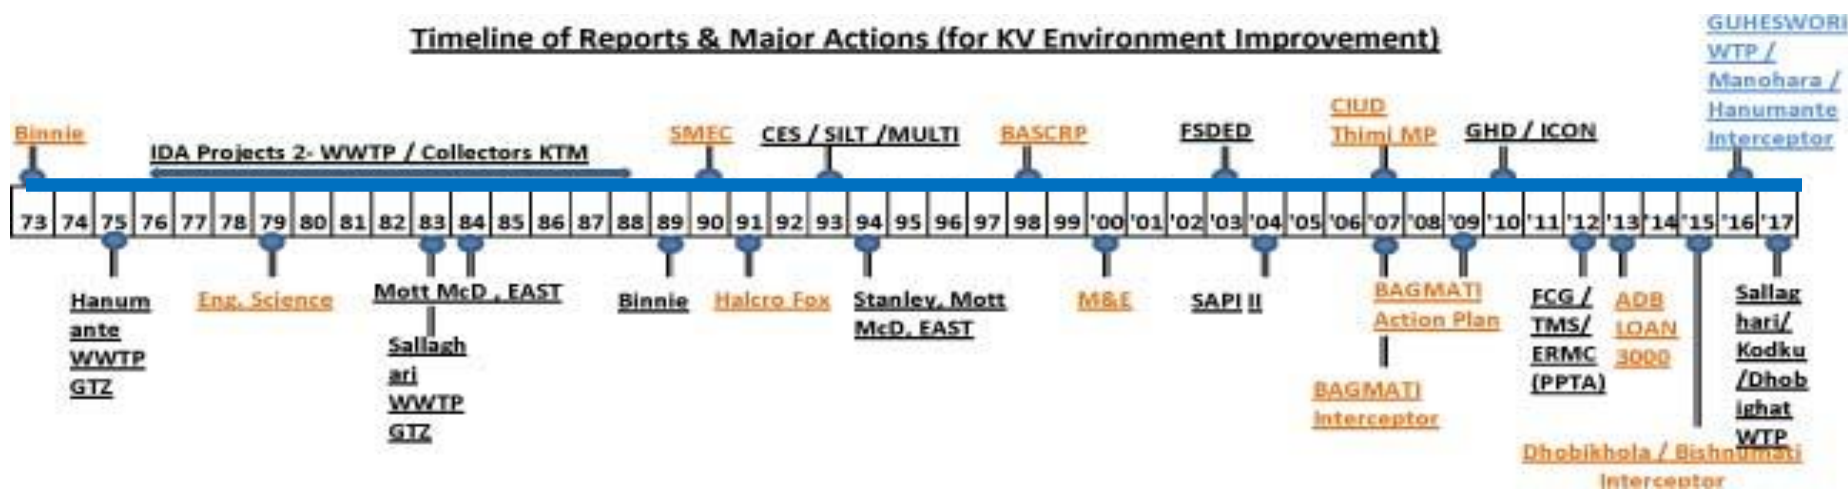 Timeline of Reports & Major Actions (for KV Environment Improvement)
GUHESWORI
WTP /
Manohara /
Hanumante
Interceptor
Binnie
IDA Projects 2- WWTP / Collectors KTM
SMEC
CES / SILT /MULTI
BASCRP
FSDED
CIUD
Thimi MP
GHD / ICON
73 74 75 76 77 78 79 80 81 82 83 84 85 86 87 88 89 90 91 92 93 94 95 96 97 98 99 '00 '01 '02 '03 '04 '05 '06 '07 '08 '09 '10 '11 '12 '13 '14 '15 '16 '17
Hanum
ante
WWTP
GTZ
Eng. Science
Mott McD , EAST
Sallagh
ari
WWTP
GTZ
Binnie
Halcro Fox
Stanley, Mott
McD, EAST
M&E
SAPI II
BAGMATI
Action Plan
BAGMATI
Interceptor
FCG /
TMS/
ERMC
(PPTA)
ADB
LOAN
3000
Sallag
hari/
Kodku
/Dhob
ighat
WTP
Dhobikhola / Bishnumati
Interceptor